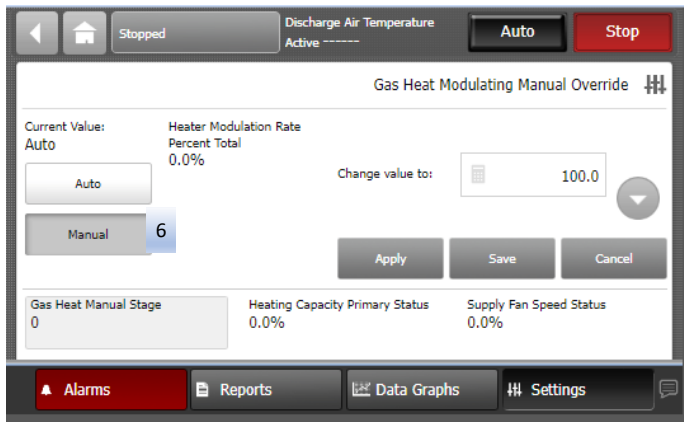 Stopped
Discharge Air Temperature
Active ------
Auto
Stop
Gas Heat Modulating Manual Override
Current Value:
Auto
Heater Modulation Rate
Percent Total
0.0%
Auto
Manual
6
Change value to:
100.0
Apply
Save
Cancel
Gas Heat Manual Stage
0
Heating Capacity Primary Status
0.0%
Supply Fan Speed Status
0.0%
Alarms
Reports
Data Graphs
Settings